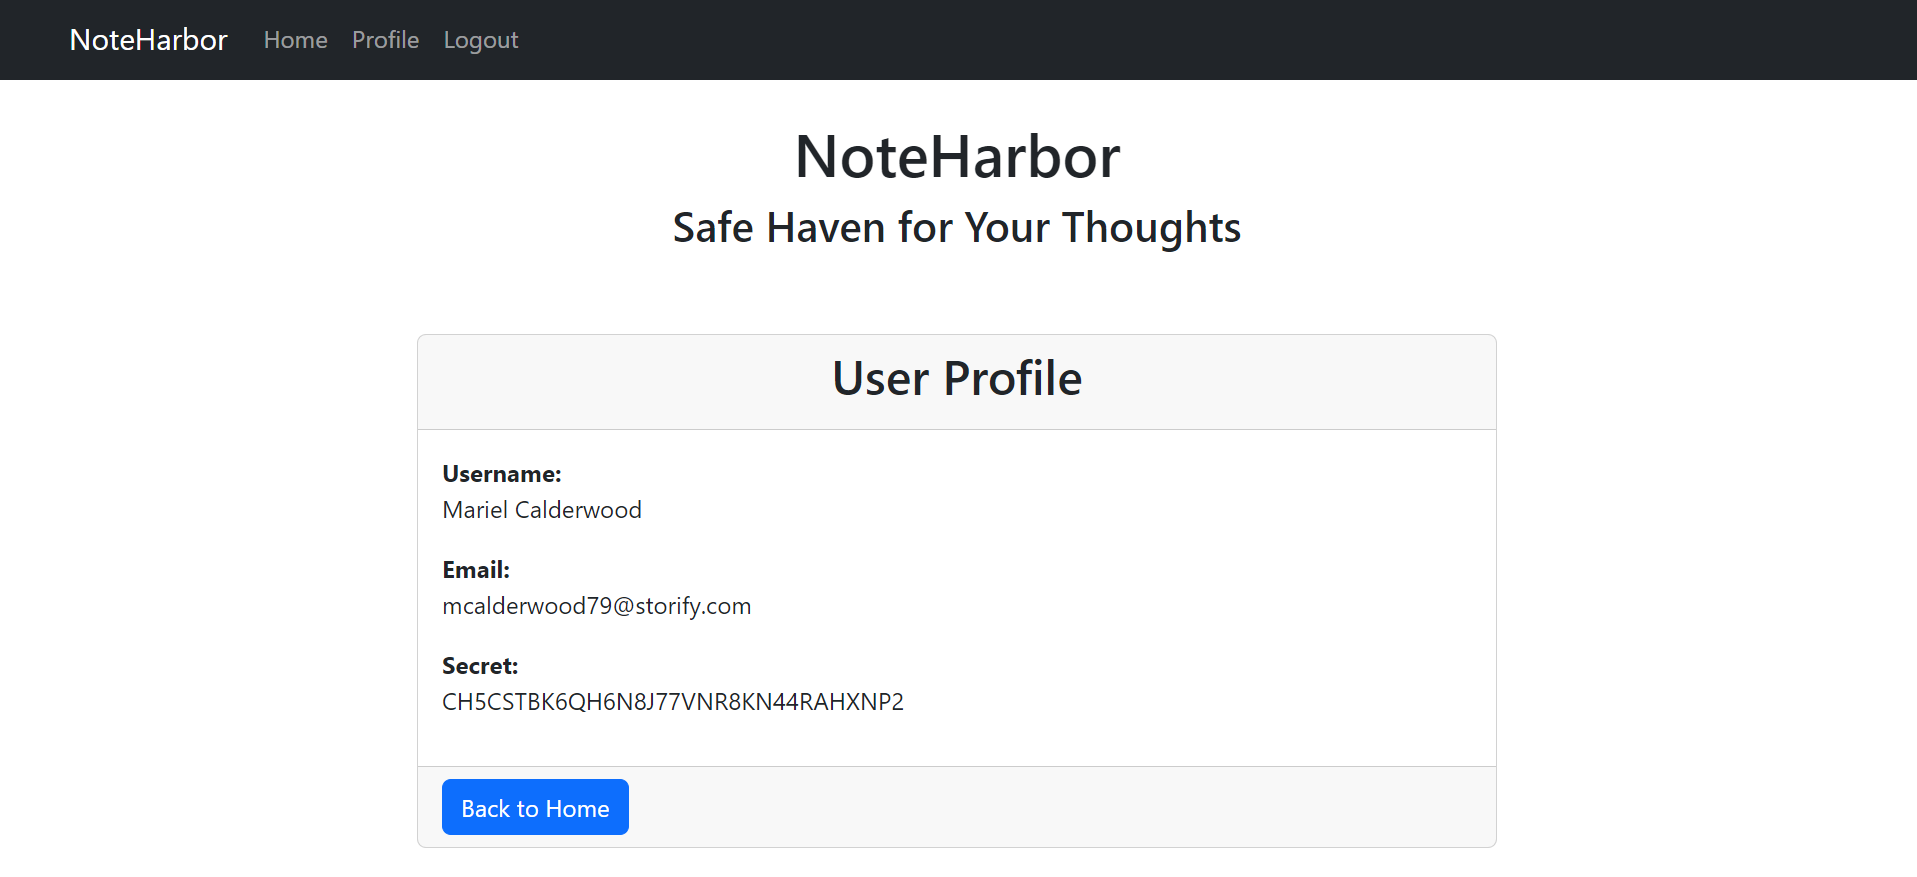 NoteHarbor Home Profile Logout
NoteHarbor
Safe Haven for Your Thoughts
User Profile
Username:
Mariel Calderwood
Email:
mcalderwood79@storify.com
Secret:
CH5CSTBK6QH6N8J77VNR8KN44RAHXNP2
Back to Home